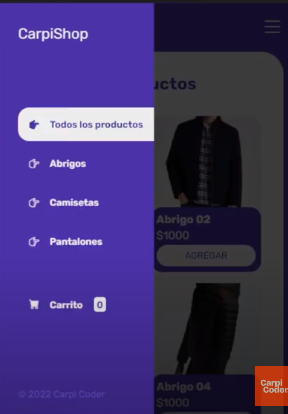 CarpiShop
Todos los productos
Abrigos
Camisetas
Pantalones
Carrito 0
© 2022 Carpi Coder
uctos
Abrigo 02
$1000
AGREGAR
Abrigo 04
$1000
Carpi
Coder